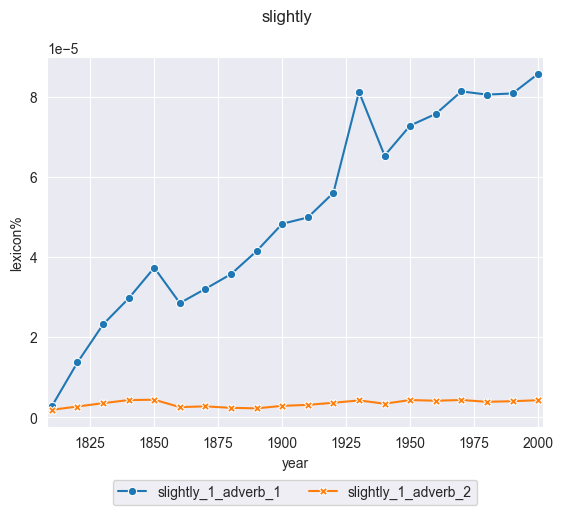 slightly
1e−5
8
6
4
2
0
lexicon%
1825 1850 1875 1900 1925 1950 1975 2000
year
slightly_1_adverb_1 slightly_1_adverb_2